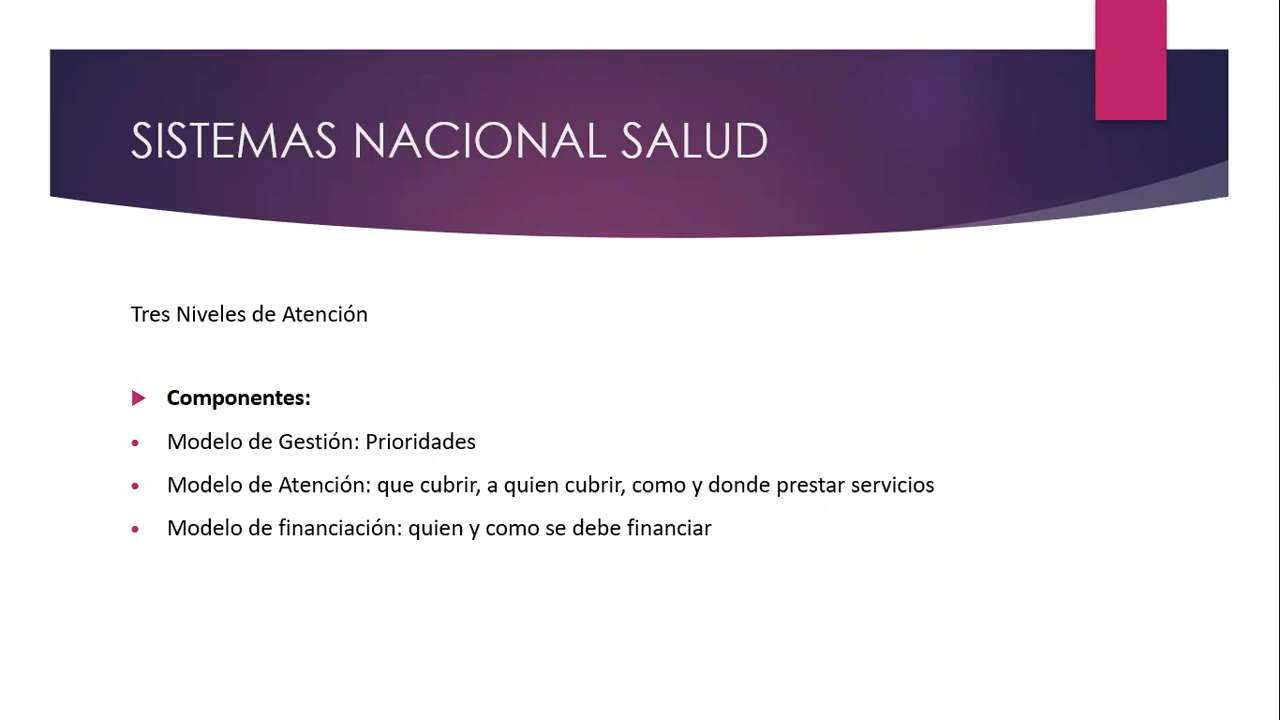 SISTEMAS NACIONAL SALUD
Tres Niveles de Atención
Componentes:
Modelo de Gestión: Prioridades
Modelo de Atención: que cubrir, a quien cubrir, como y donde prestar servicios
Modelo de financiación: quien y como se debe financiar